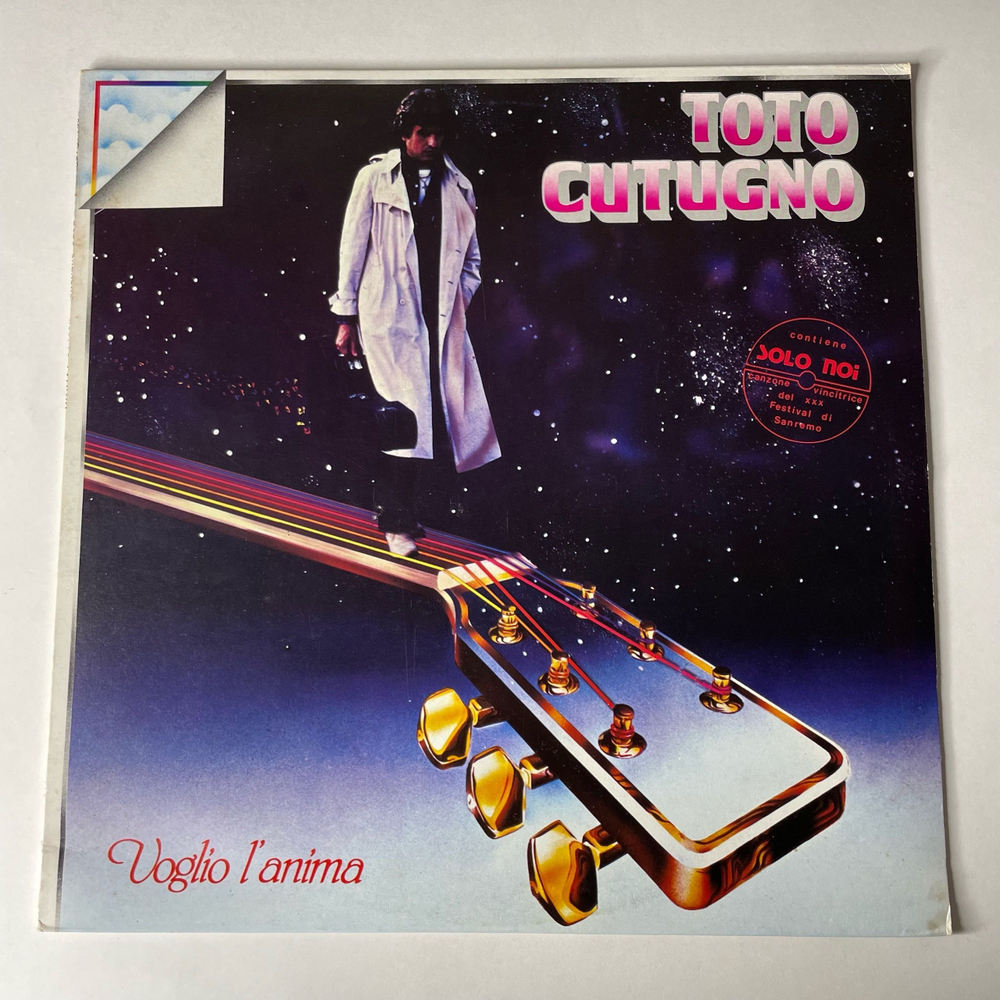 TOTO
CUTUGNO
contiene
SOLO NOi
canzone vincitrice
del xxx
Festival di
Sanremo
Voglio l'anima